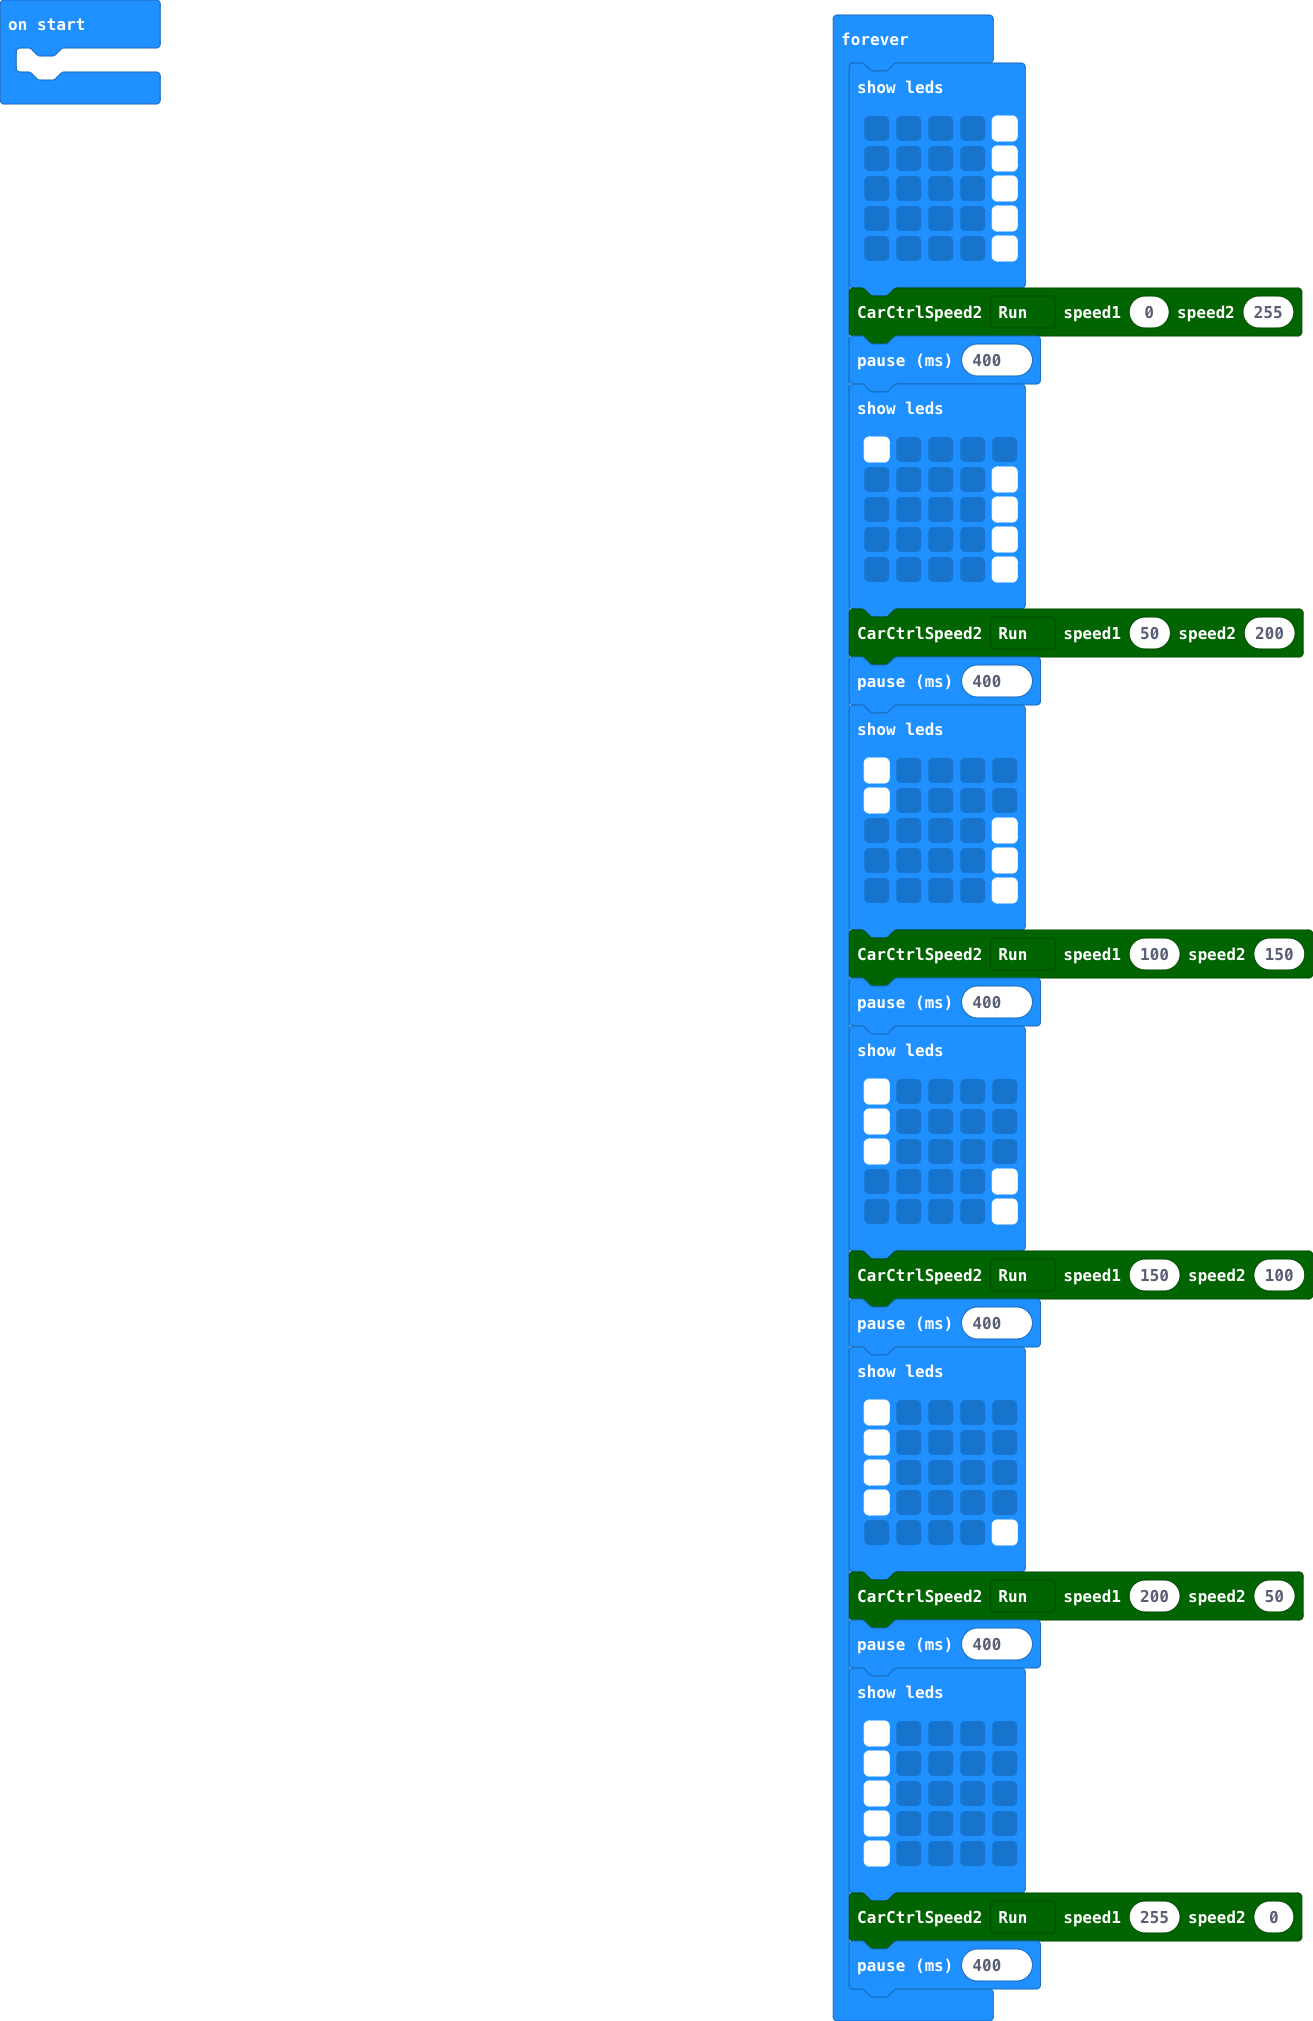 on start
forever
show leds
CarCtrlSpeed2 Run speed1 0 speed2 255
pause (ms) 400
show leds
CarCtrlSpeed2 Run speed1 50 speed2 200
pause (ms) 400
show leds
CarCtrlSpeed2 Run speed1 100 speed2 150
pause (ms) 400
show leds
CarCtrlSpeed2 Run speed1 150 speed2 100
pause (ms) 400
show leds
CarCtrlSpeed2 Run speed1 200 speed2 50
pause (ms) 400
show leds
CarCtrlSpeed2 Run speed1 255 speed2 0
pause (ms) 400